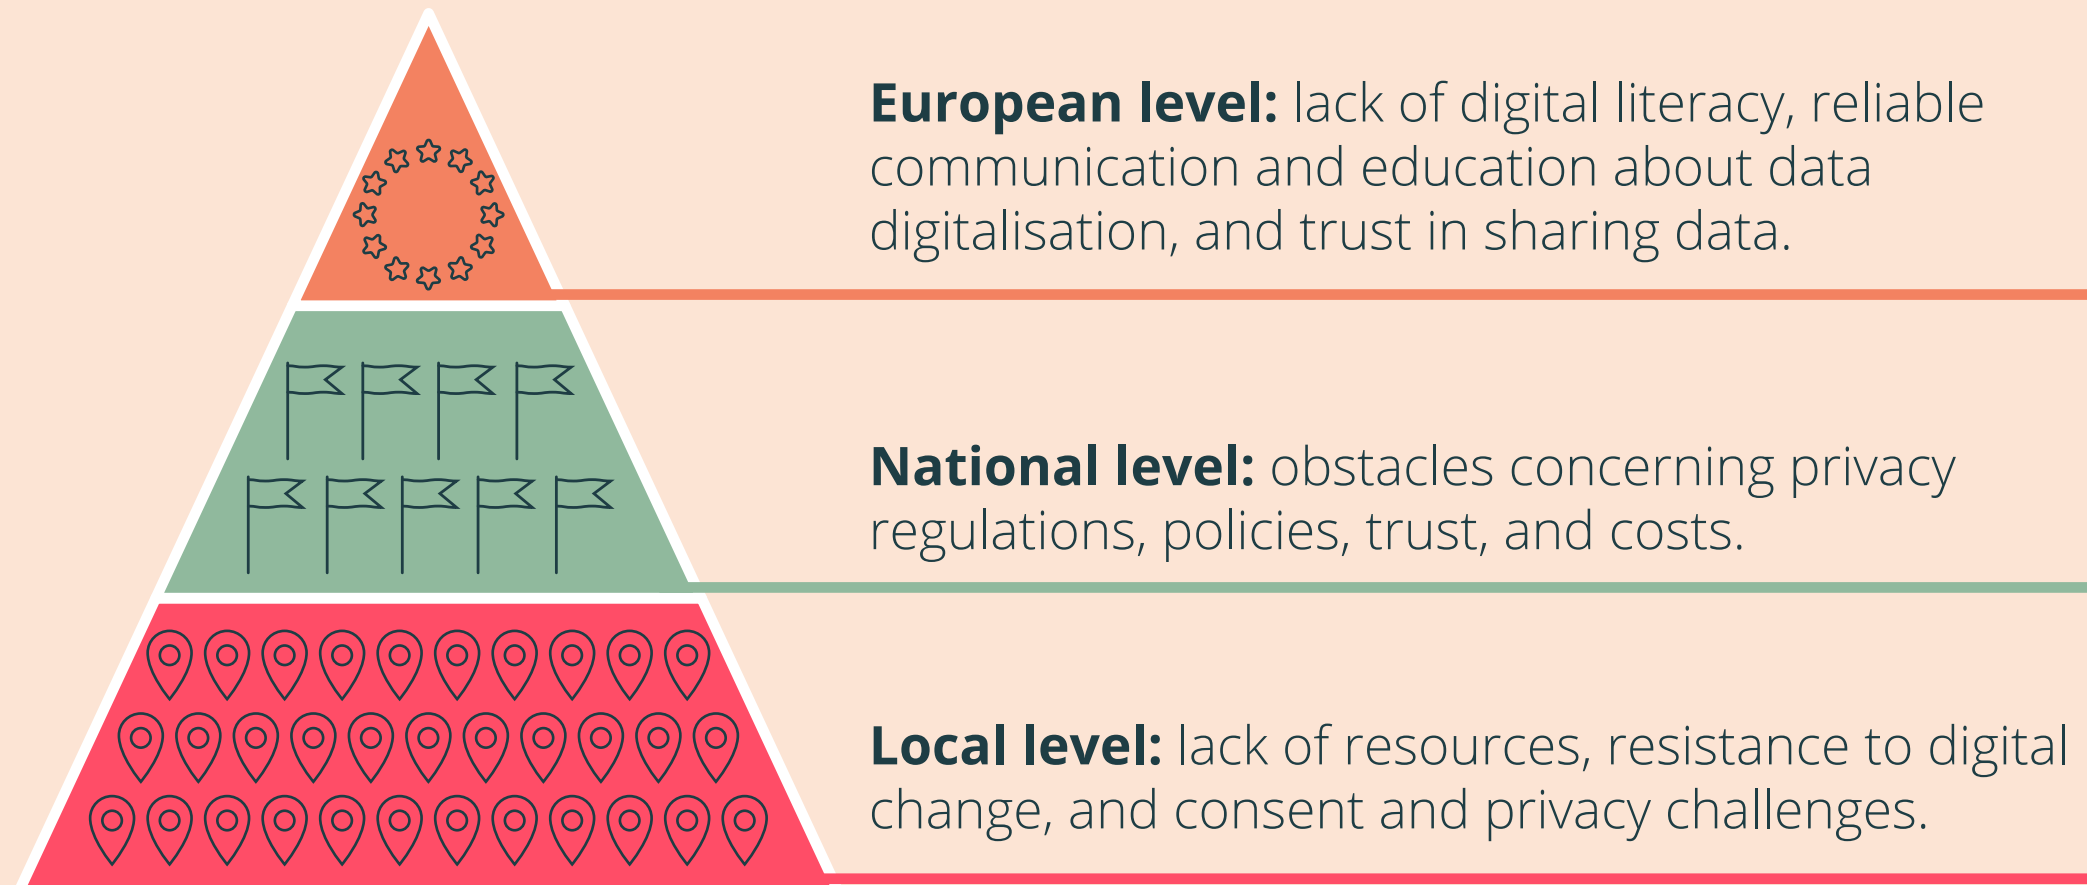 European level: lack of digital literacy, reliable
communication and education about data
digitalisation, and trust in sharing data.
National level: obstacles concerning privacy
regulations, policies, trust, and costs.
Local level: lack of resources, resistance to digital
change, and consent and privacy challenges.